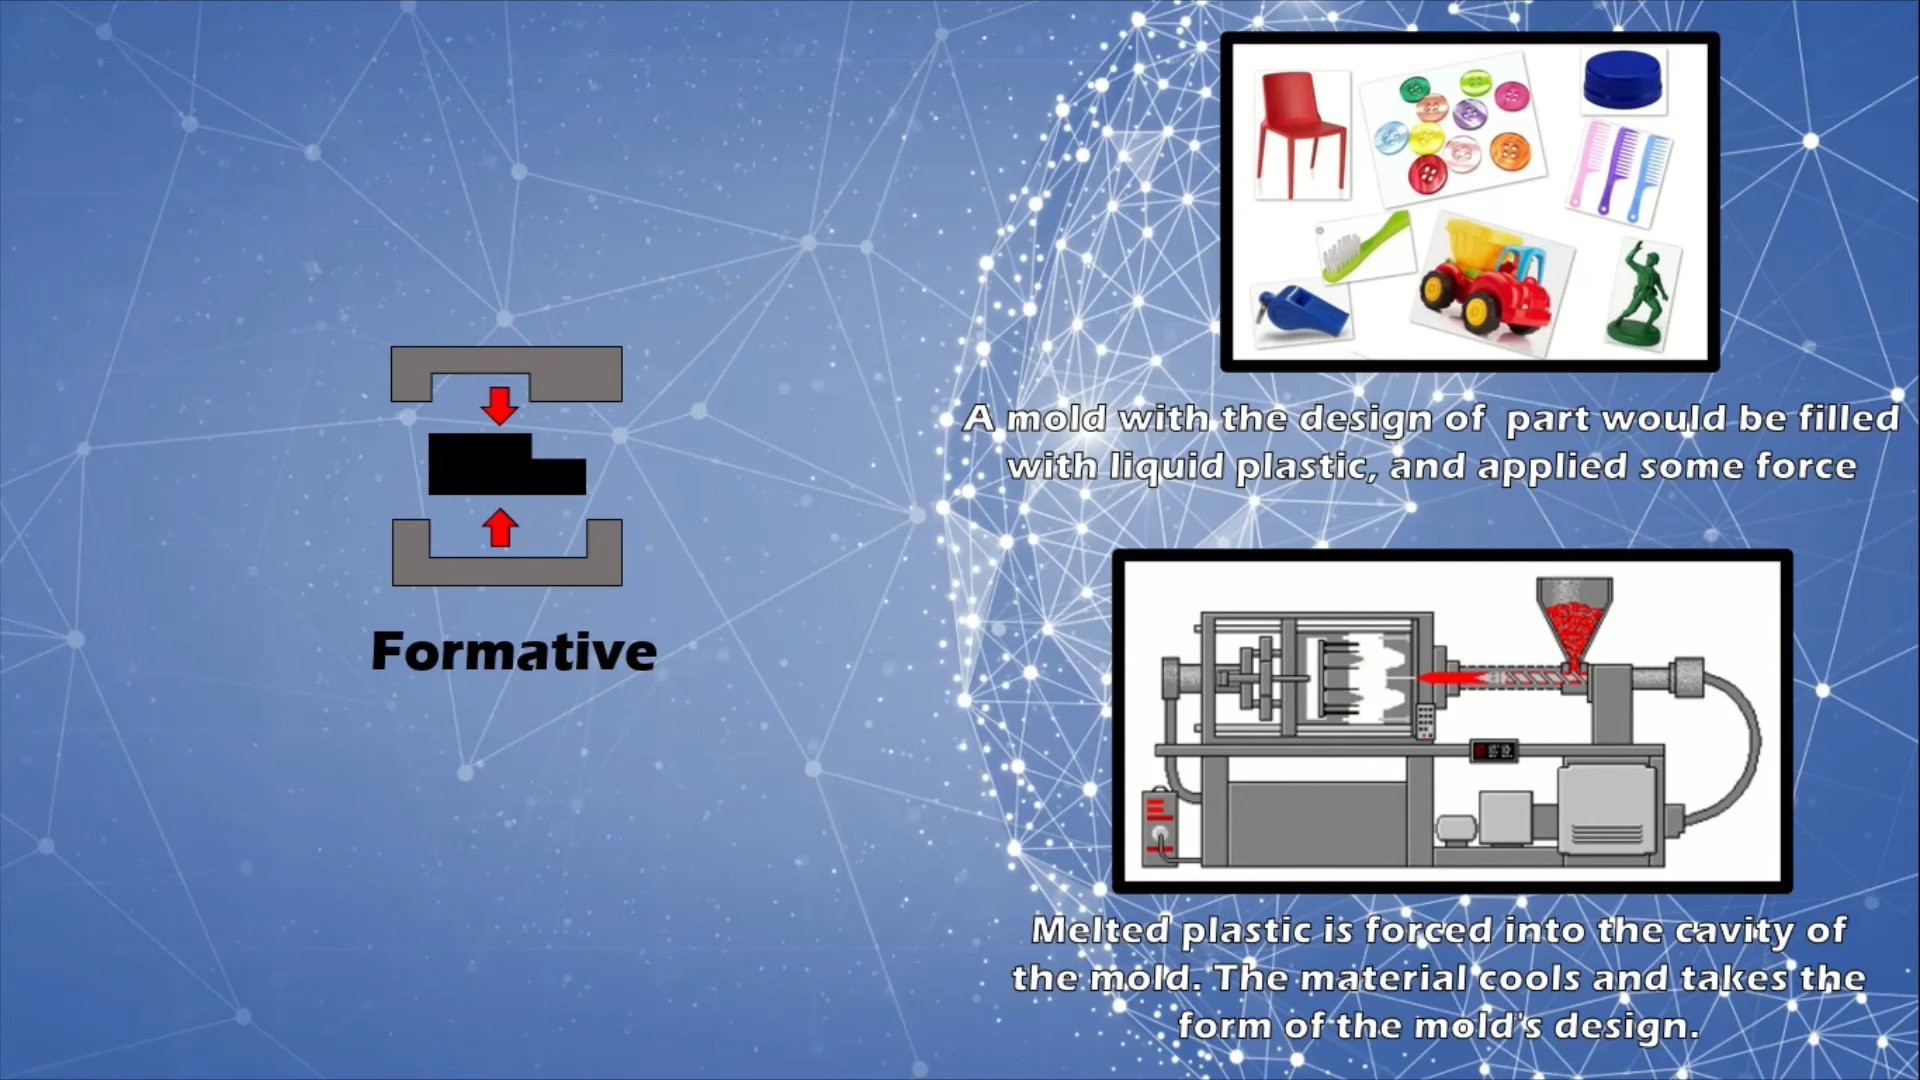 A mold with the design of part would be filled
with liquid plastic, and applied some force
Formative
Melted plastic is forced into the cavity of
the mold. The material cools and takes the
form of the mold's design.